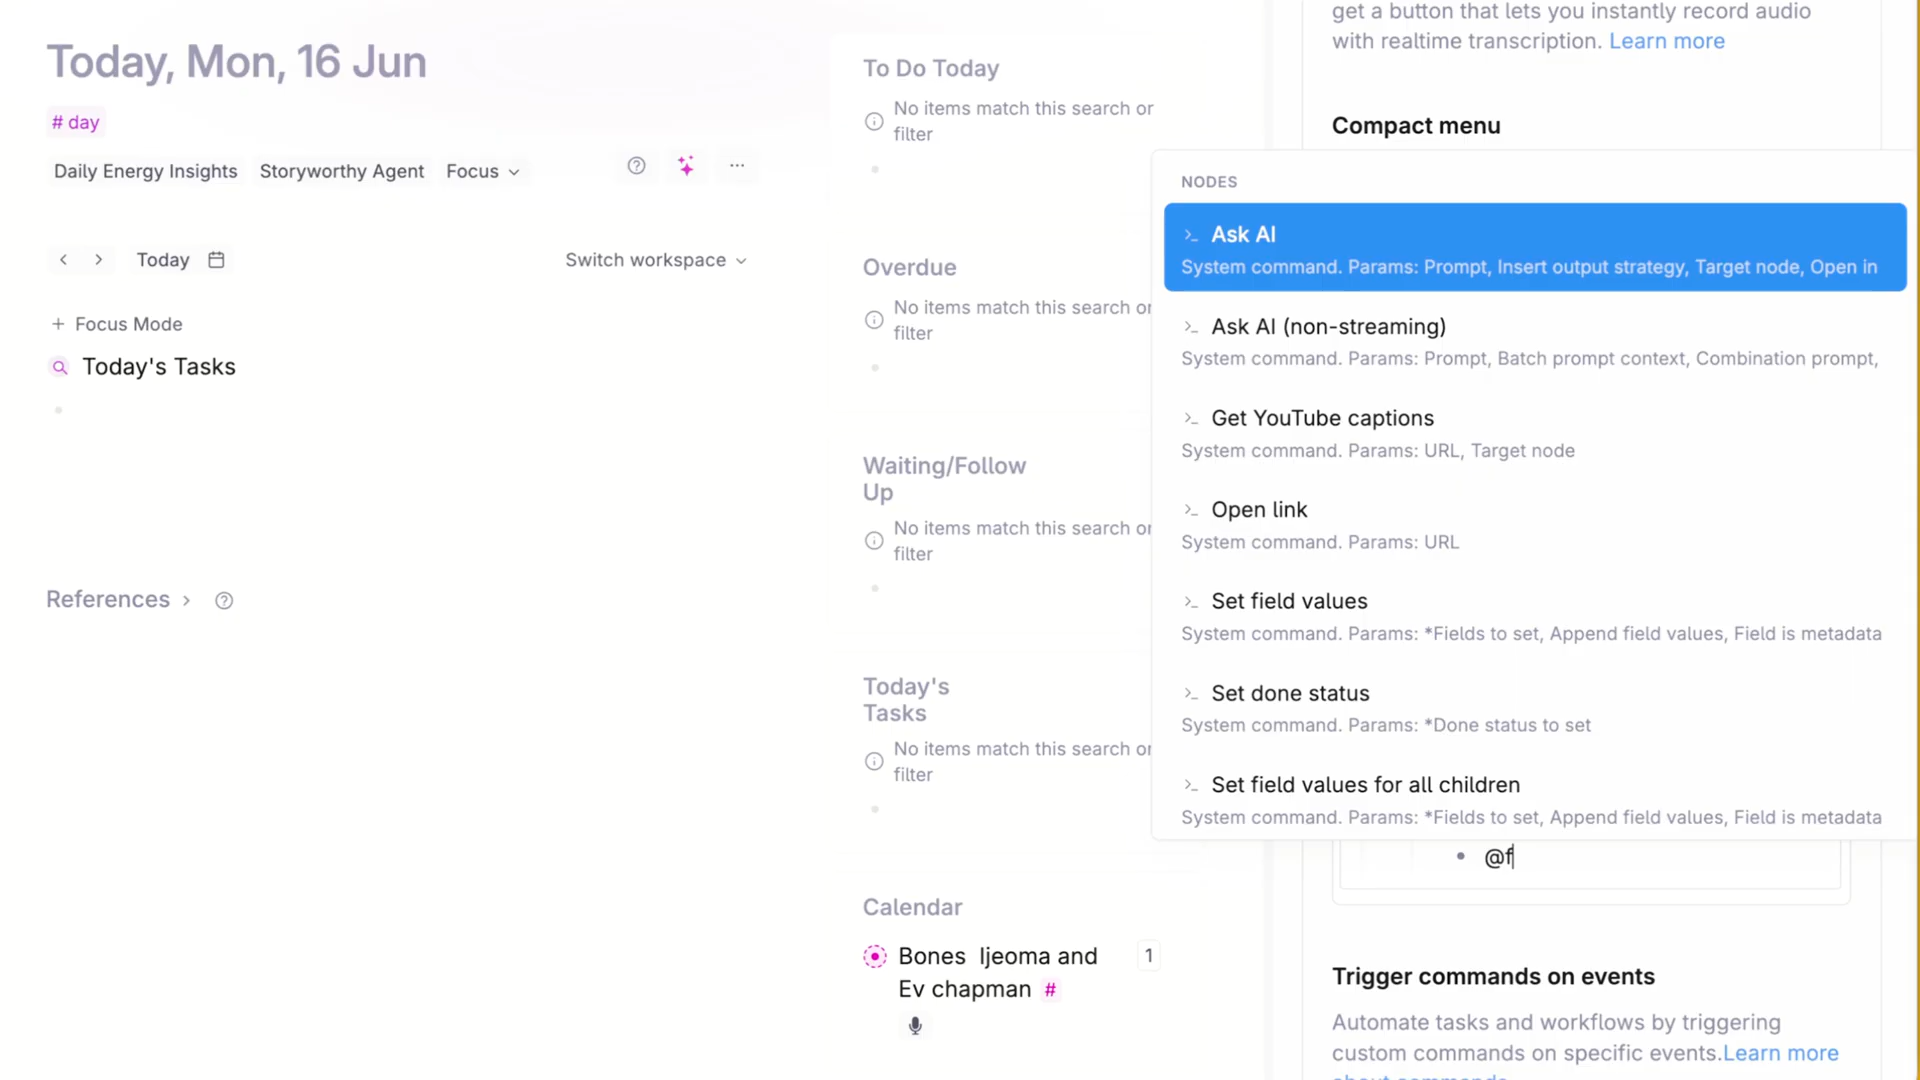 Today, Mon, 16 Jun
# day
Daily Energy Insights Storyworthy Agent Focus
Today
Switch workspace
Focus Mode
Today's Tasks
References
To Do Today
No items match this search or
filter
Overdue
No items match this search or
filter
Waiting/Follow
Up
No items match this search or
filter
Today's
Tasks
No items match this search or
filter
Calendar
Bones Ijeoma and
Ev chapman #
1
get a button that lets you instantly record audio
with realtime transcription. Learn more
Compact menu
NODES
Ask AI
System command. Params: Prompt, Insert output strategy, Target node, Open in
Ask AI (non-streaming)
System command. Params: Prompt, Batch prompt context, Combination prompt,
Get YouTube captions
System command. Params: URL, Target node
Open link
System command. Params: URL
Set field values
System command. Params: *Fields to set, Append field values, Field is metadata
Set done status
System command. Params: *Done status to set
Set field values for all children
System command. Params: *Fields to set, Append field values, Field is metadata
@f
Trigger commands on events
Automate tasks and workflows by triggering
custom commands on specific events.Learn more
about commands